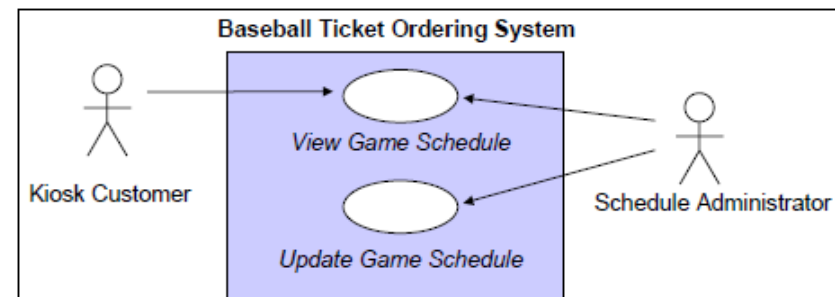 Baseball Ticket Ordering System
View Game Schedule
Kiosk Customer
Schedule Administrator
Update Game Schedule